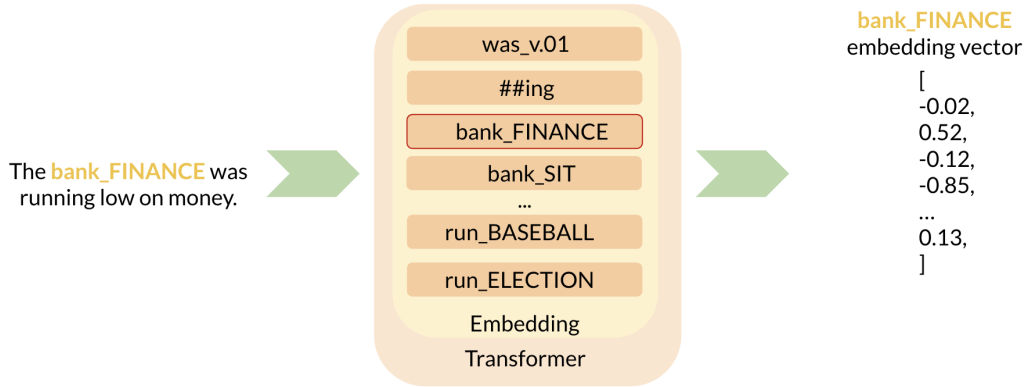 The bank_FINANCE was
running low on money.
was_v.01
##ing
bank_FINANCE
bank_SIT
...
run_BASEBALL
run_ELECTION
Embedding
Transformer
bank_FINANCE
embedding vector
[
-0.02,
0.52,
-0.12,
-0.85,
...
0.13,
]